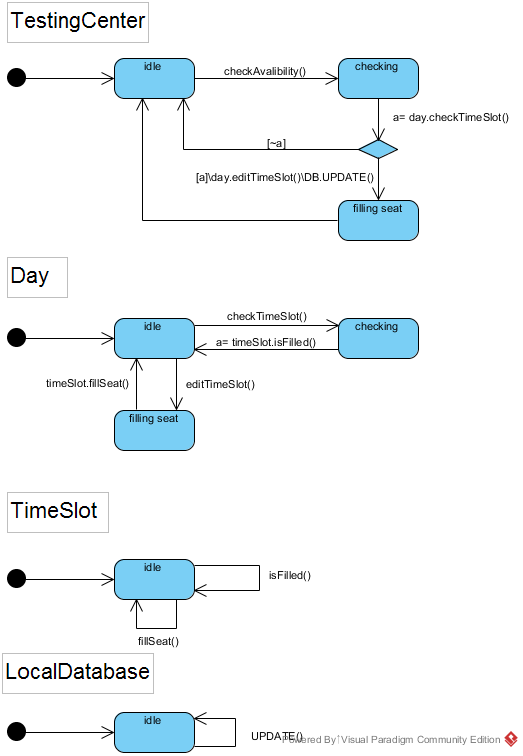 TestingCenter
idle
checkAvalibility()
checking
a= day.checkTimeSlot()
[~a]
[a]\day.editTimeSlot()\DB.UPDATE()
filling seat
Day
idle
checkTimeSlot()
checking
a= timeSlot.isFilled()
timeSlot.fillSeat()
editTimeSlot()
filling seat
TimeSlot
idle
isFilled()
fillSeat()
LocalDatabase
idle
UPDATE()
Powered By Visual Paradigm Community Edition